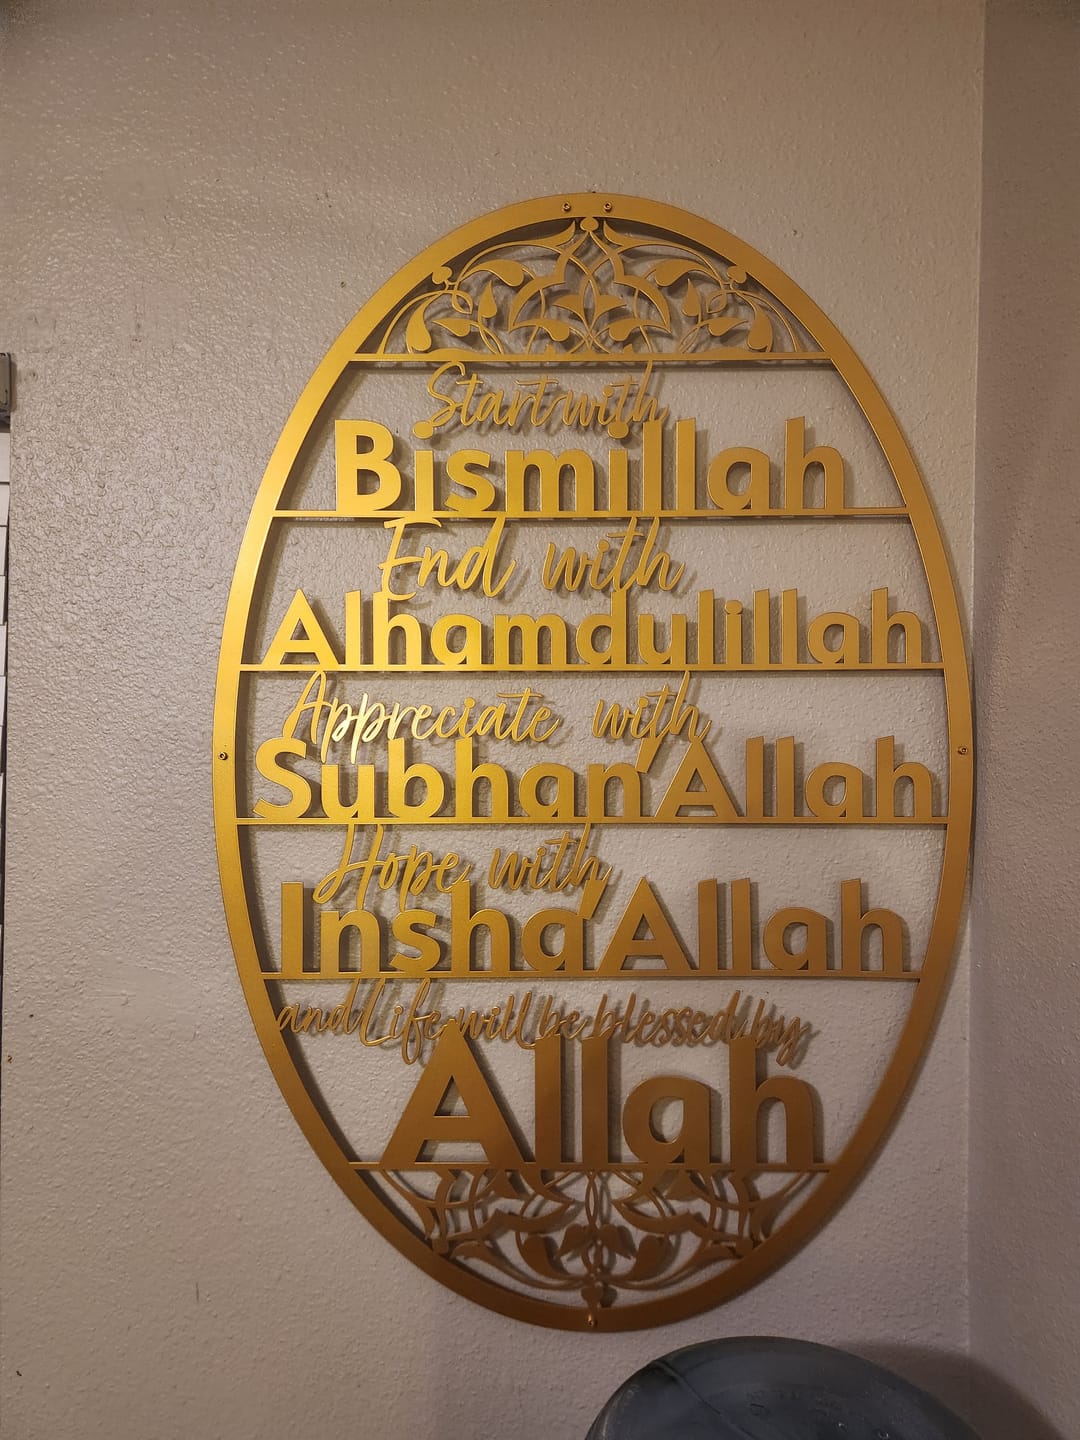 Start with
Bismillah
End with
Alhamdulillah
Appreciate with
SubhanAllah
Hope with
InshaAllah
and Life will be blessed by
Allah